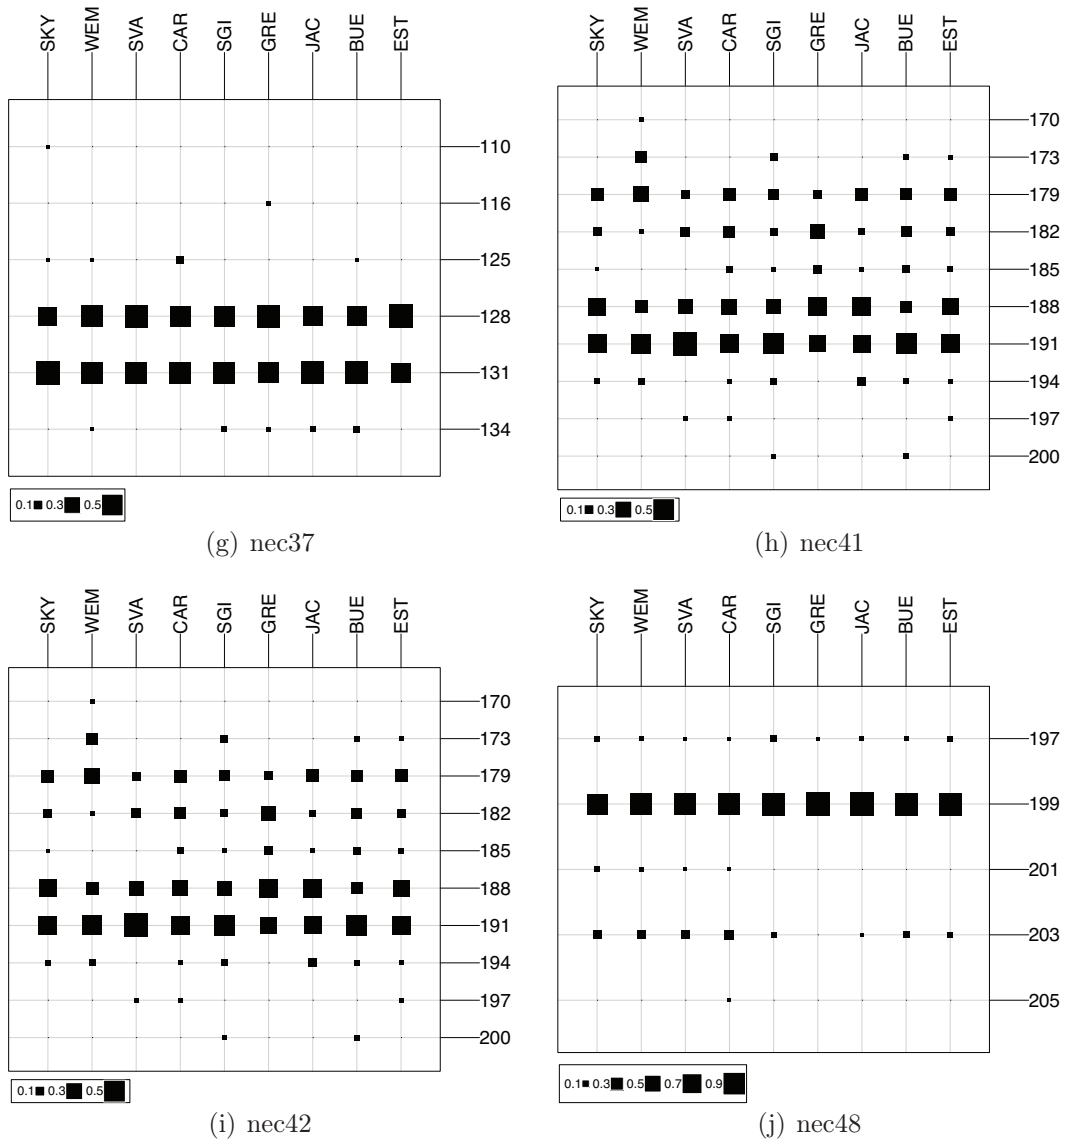 SKY WEM SVA CAR SGI GRE JAC BUE EST
110
116
125
128
131
134
0.1 0.3 0.5
(g) nec37
SKY WEM SVA CAR SGI GRE JAC BUE EST
170
173
179
182
185
188
191
194
197
200
0.1 0.3 0.5
(h) nec41
SKY WEM SVA CAR SGI GRE JAC BUE EST
170
173
179
182
185
188
191
194
197
200
0.1 0.3 0.5
(i) nec42
SKY WEM SVA CAR SGI GRE JAC BUE EST
197
199
201
203
205
0.1 0.3 0.5 0.7 0.9
(j) nec48